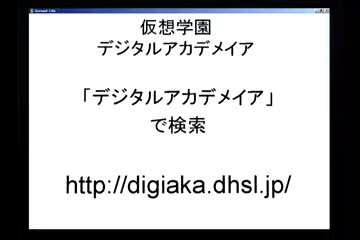 仮想学園
デジタルアカデメイア
「デジタルアカデメイア」
で検索
http://digiaka.dhsl.jp/